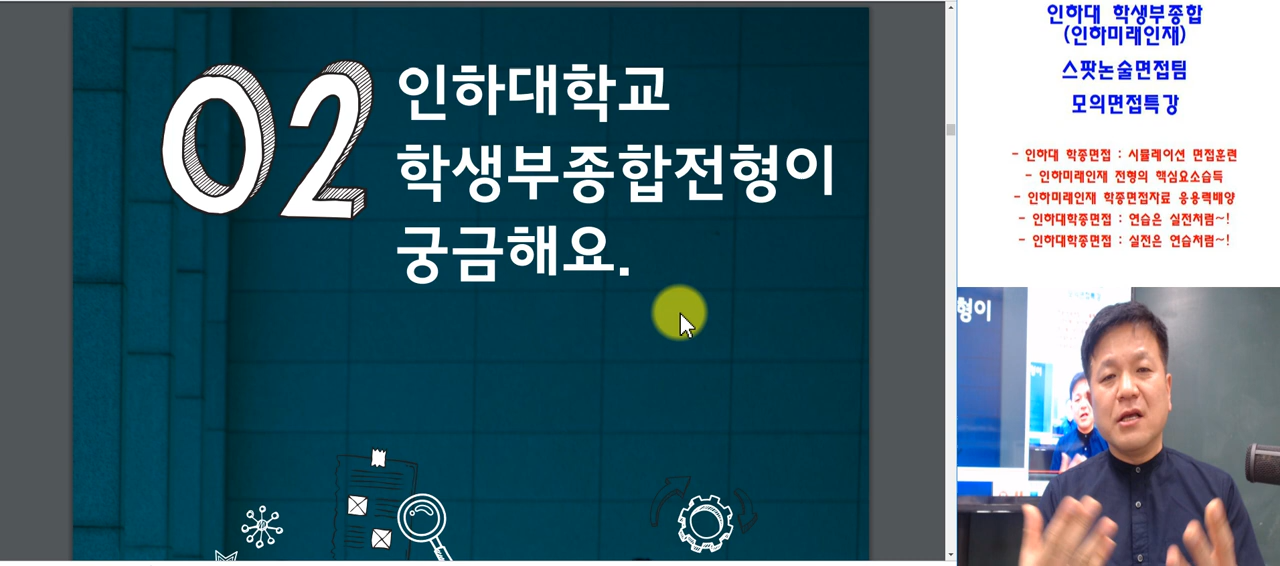 02
인하대학교
학생부종합전형이
궁금해요.
인하대 학생부종합
(인하미래인재)
스팟논술면접팀
모의면접특강
- 인하대 학종면접 : 시뮬레이션 면접훈련
- 인하미래인재 전형의 핵심요소습득
- 인하미래인재 학종면접자료 응용력배양
- 인하대학종면접 : 연습은 실전처럼~!
- 인하대학종면접 : 실전은 연습처럼~!
형이